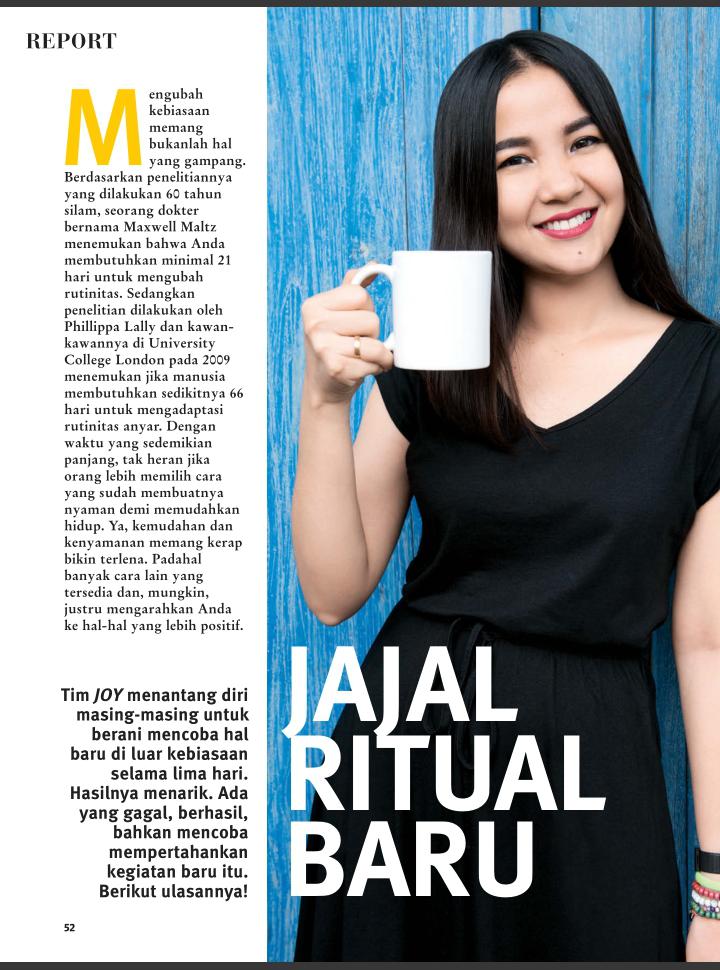 REPORT
Mengubah
kebiasaan
memang
bukanlah hal
yang gampang.
Berdasarkan penelitiannya
yang dilakukan 60 tahun
silam, seorang dokter
bernama Maxwell Maltz
menemukan bahwa Anda
membutuhkan minimal 21
hari untuk mengubah
rutinitas. Sedangkan
penelitian dilakukan oleh
Phillippa Lally dan kawan-
kawannya di University
College London pada 2009
menemukan jika manusia
membutuhkan sedikitnya 66
hari untuk mengadaptasi
rutinitas anyar. Dengan
waktu yang sedemikian
panjang, tak heran jika
orang lebih memilih cara
yang sudah membuatnya
nyaman demi memudahkan
hidup. Ya, kemudahan dan
kenyamanan memang kerap
bikin terlena. Padahal
banyak cara lain yang
tersedia dan, mungkin,
justru mengarahkan Anda
ke hal-hal yang lebih positif.
Tim JOY menantang diri
masing-masing untuk
berani mencoba hal
baru di luar kebiasaan
selama lima hari.
Hasilnya menarik. Ada
yang gagal, berhasil,
bahkan mencoba
mempertahankan
kegiatan baru itu.
Berikut ulasannya!
JAJAL
RITUAL
BARU
52